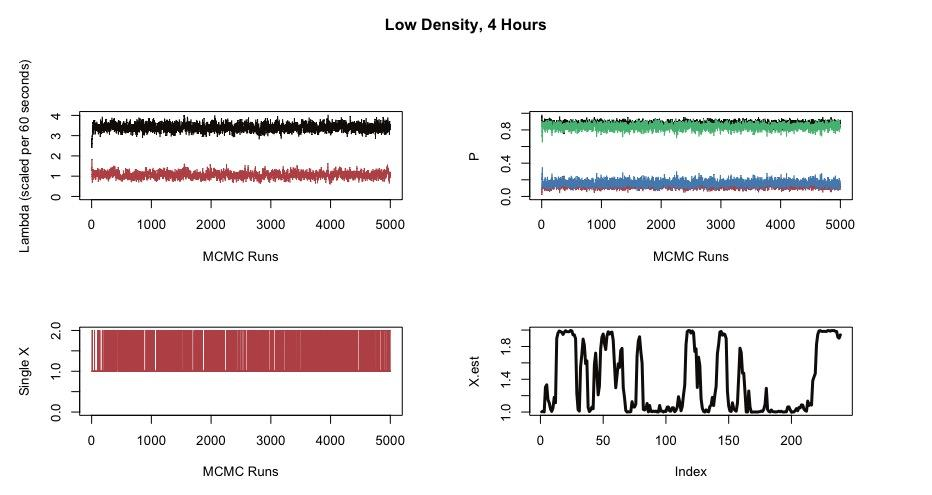 Low Density, 4 Hours
Lambda (scaled per 60 seconds)
0 1 2 3 4
0 1000 2000 3000 4000 5000
MCMC Runs
P
0.0 0.4 0.8
0 1000 2000 3000 4000 5000
MCMC Runs
Single X
0.0 1.0 2.0
0 1000 2000 3000 4000 5000
MCMC Runs
X.est
1.0 1.4 1.8
0 50 100 150 200
Index